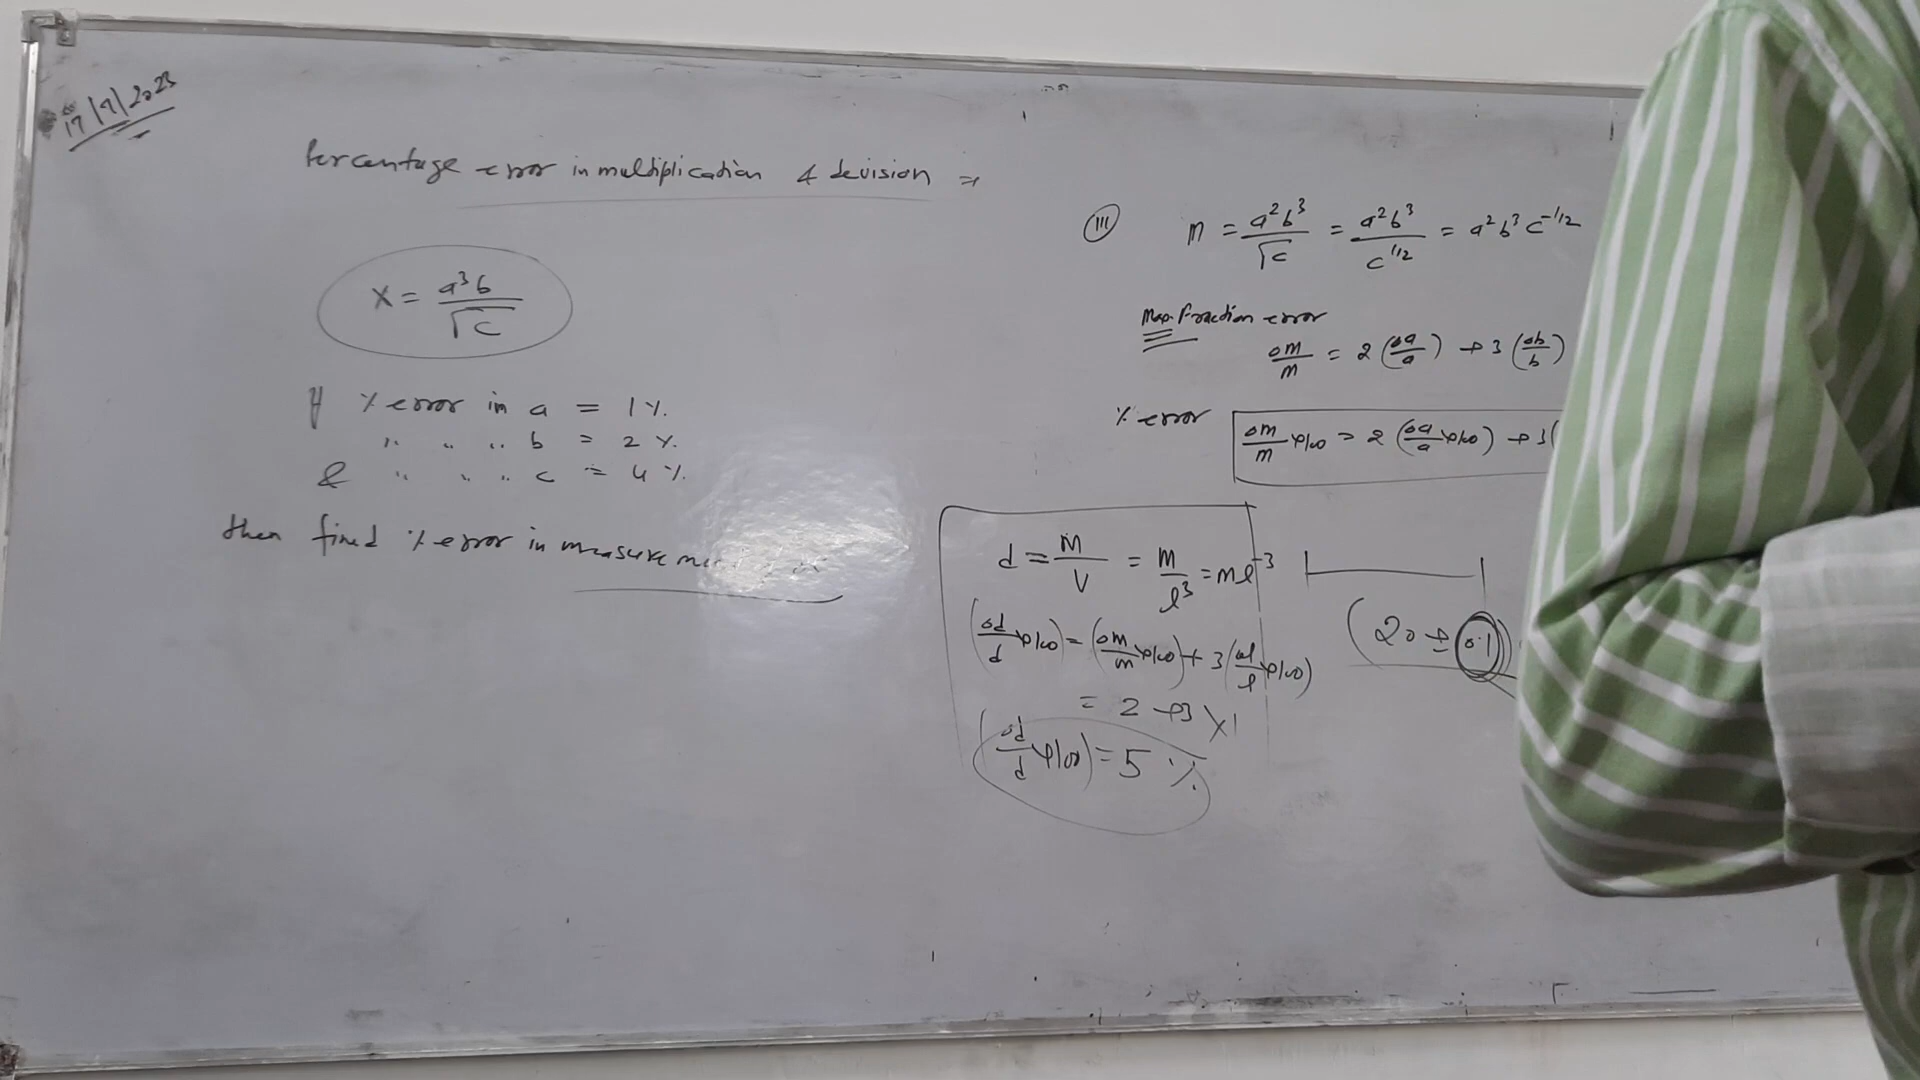 17/9/2023
Percentage error in multiplication & devision ⇒
X = a³b / √c
If % error in a = 1%.
" " " b = 2%.
& " " " c = 4%.
then find % error in measureme
(III) m = a²b³ / √c = a²b³ / c^1/2 = a²b³c^-1/2
Max. fraction error
Δm/m = 2(Δa/a) + 3(Δb/b)
% error Δm/m × 100 = 2(Δa/a × 100) + 3(
d = m/V = m/l³ = ml^-3
(Δd/d × 100) = (Δm/m × 100) + 3(Δl/l × 100)
= 2 + 3 × 1
(Δd/d × 100) = 5%
(20 ± 0.1)